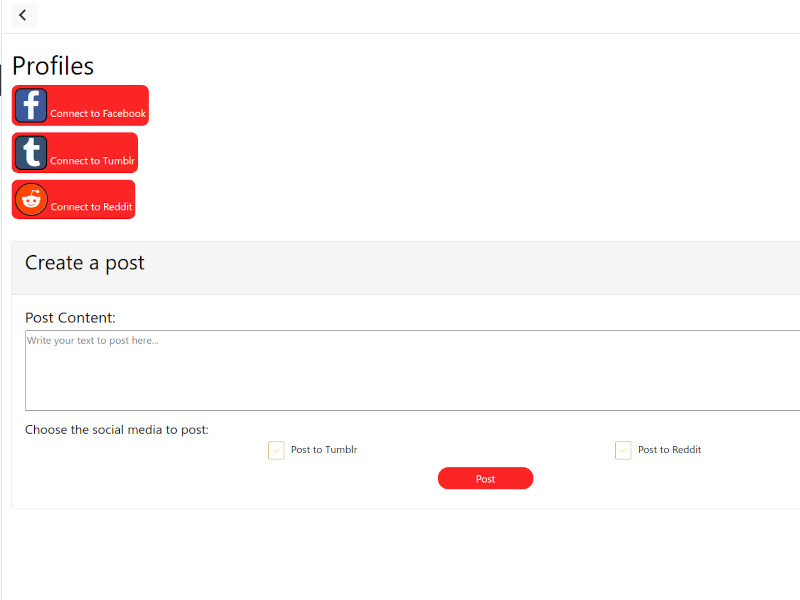 Profiles
Connect to Facebook
Connect to Tumblr
Connect to Reddit
Create a post
Post Content:
Write your text to post here...
Choose the social media to post:
Post to Tumblr
Post to Reddit
Post